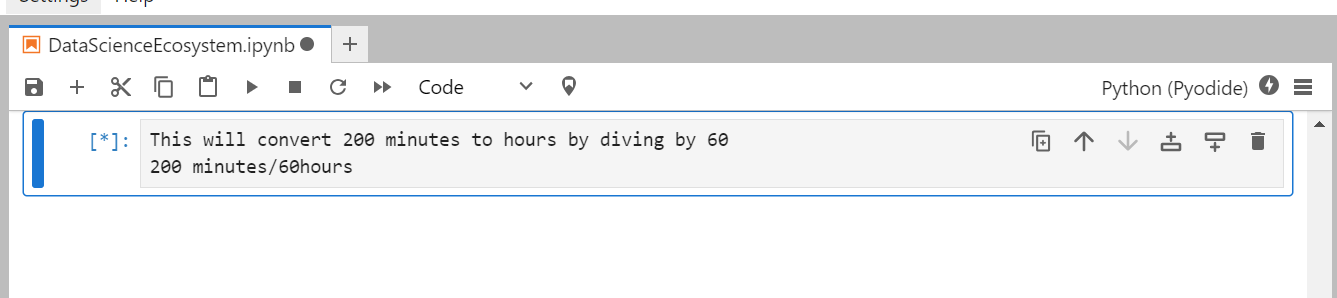 Settings Help
DataScienceEcosystem.ipynb
Code Python (Pyodide)
[*]: This will convert 200 minutes to hours by diving by 60
200 minutes/60hours